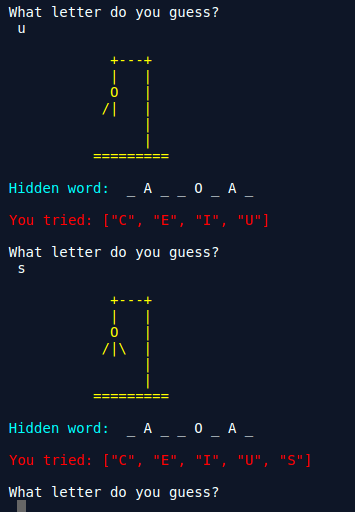 What letter do you guess?
u
+---+
|   |
O   |
/|   |
|
|
=========
Hidden word:  _ A _ _ O _ A _
You tried: ["C", "E", "I", "U"]
What letter do you guess?
s
+---+
|   |
O   |
/|\  |
|
|
=========
Hidden word:  _ A _ _ O _ A _
You tried: ["C", "E", "I", "U", "S"]
What letter do you guess?